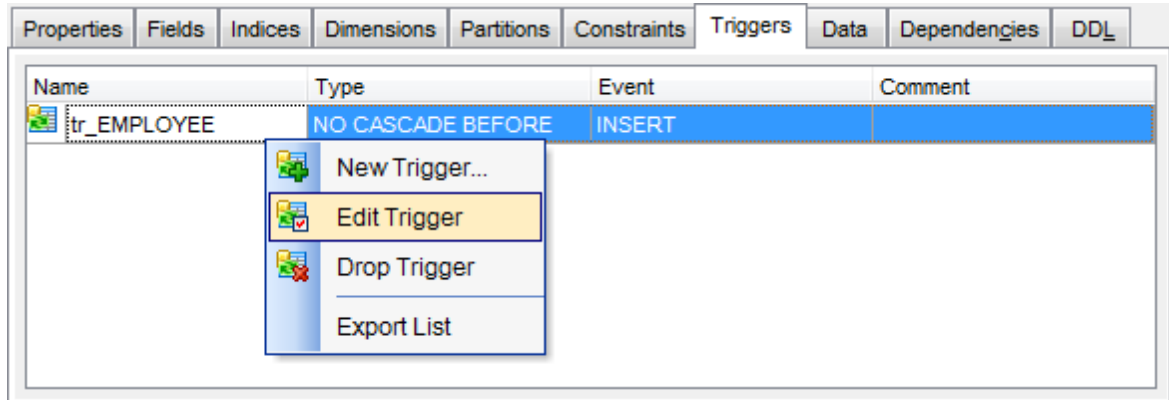 Properties Fields Indices Dimensions Partitions Constraints Triggers Data Dependencies DDL
Name Type Event Comment
tr_EMPLOYEE NO CASCADE BEFORE INSERT
New Trigger...
Edit Trigger
Drop Trigger
Export List